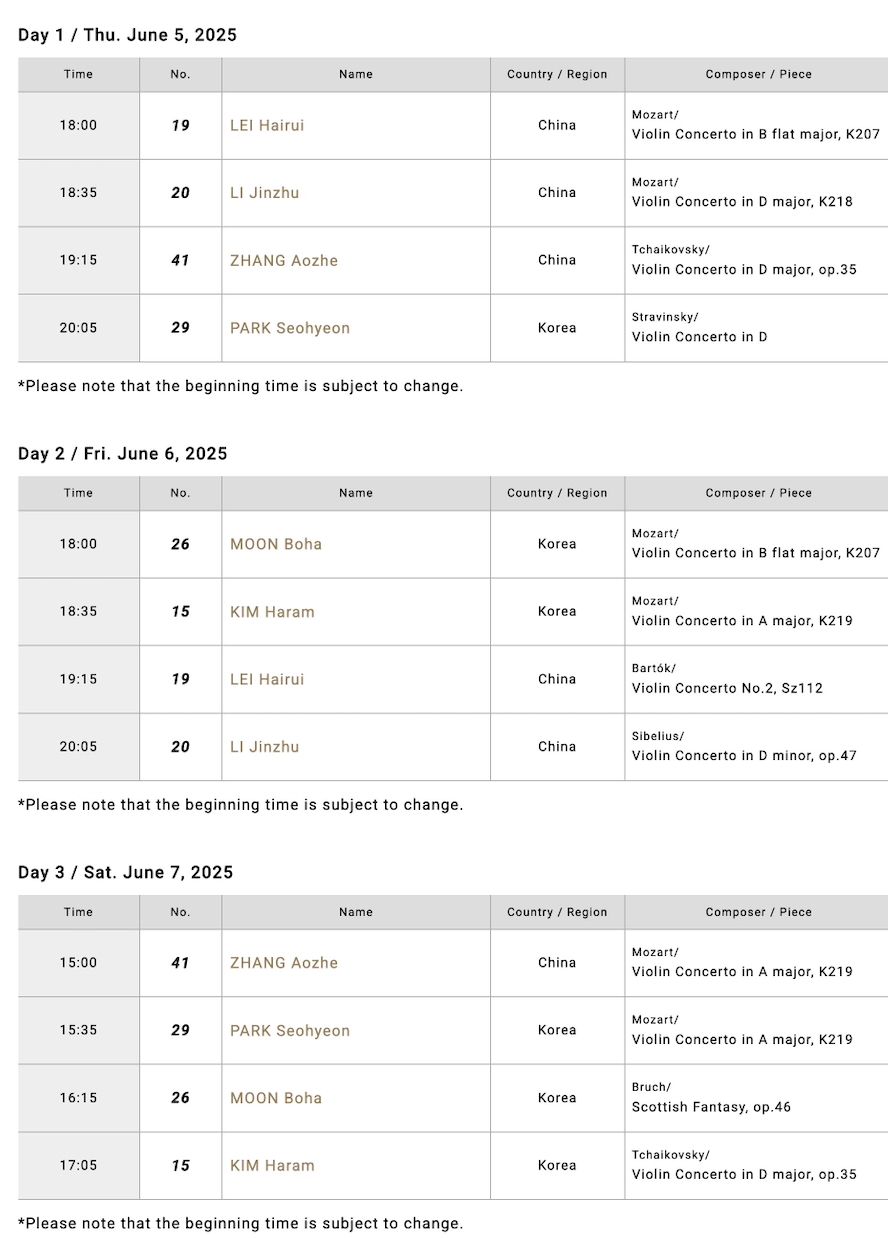 Day 1 / Thu. June 5, 2025
Time No. Name Country / Region Composer / Piece
18:00 19 LEI Hairui China Mozart/
Violin Concerto in B flat major, K207
18:35 20 LI Jinzhu China Mozart/
Violin Concerto in D major, K218
19:15 41 ZHANG Aozhe China Tchaikovsky/
Violin Concerto in D major, op.35
20:05 29 PARK Seohyeon Korea Stravinsky/
Violin Concerto in D
*Please note that the beginning time is subject to change.
Day 2 / Fri. June 6, 2025
Time No. Name Country / Region Composer / Piece
18:00 26 MOON Boha Korea Mozart/
Violin Concerto in B flat major, K207
18:35 15 KIM Haram Korea Mozart/
Violin Concerto in A major, K219
19:15 19 LEI Hairui China Bartók/
Violin Concerto No.2, Sz112
20:05 20 LI Jinzhu China Sibelius/
Violin Concerto in D minor, op.47
*Please note that the beginning time is subject to change.
Day 3 / Sat. June 7, 2025
Time No. Name Country / Region Composer / Piece
15:00 41 ZHANG Aozhe China Mozart/
Violin Concerto in A major, K219
15:35 29 PARK Seohyeon Korea Mozart/
Violin Concerto in A major, K219
16:15 26 MOON Boha Korea Bruch/
Scottish Fantasy, op.46
17:05 15 KIM Haram Korea Tchaikovsky/
Violin Concerto in D major, op.35
*Please note that the beginning time is subject to change.